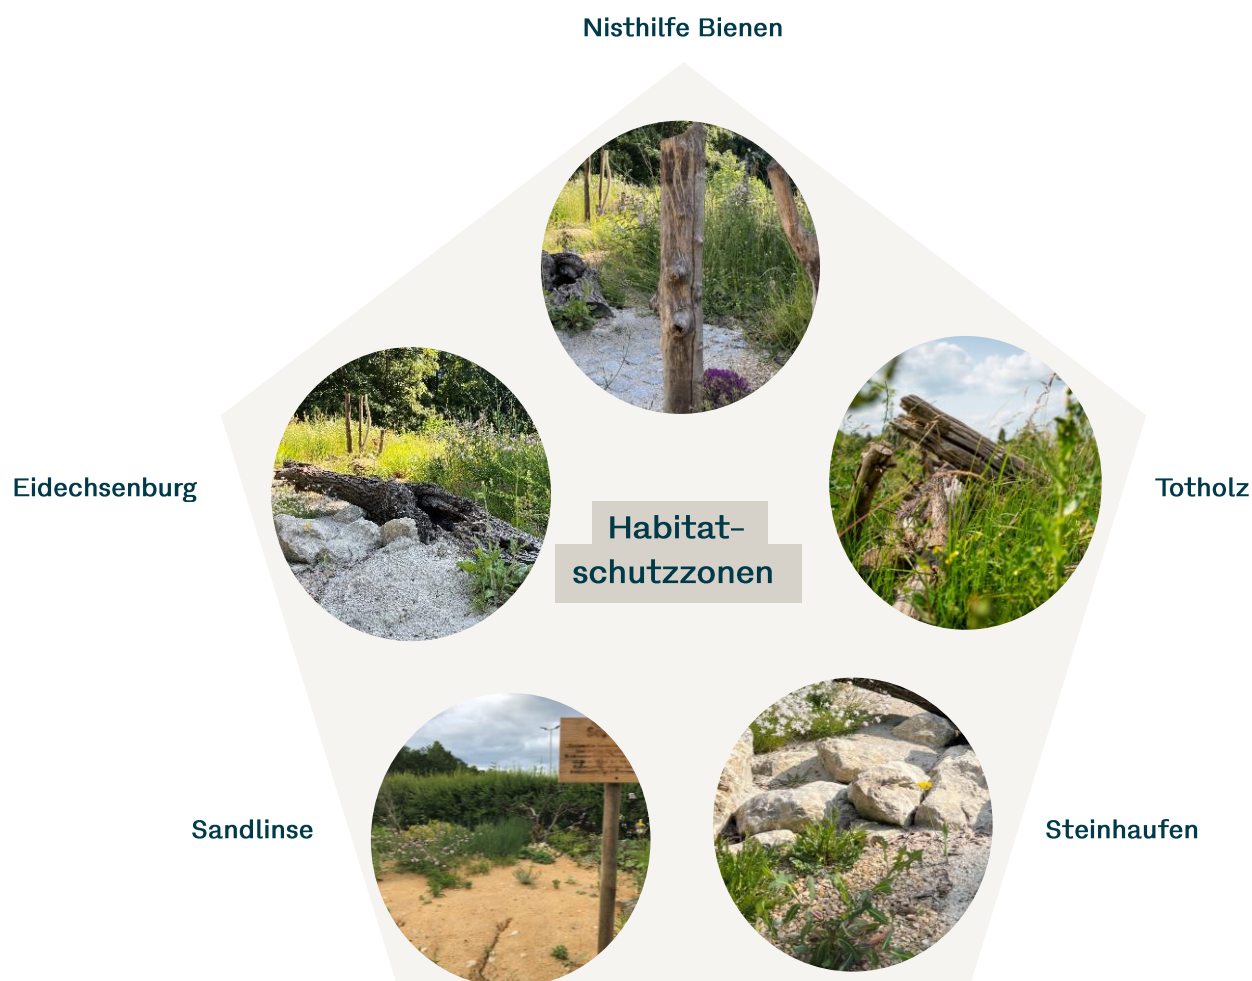 Nisthilfe Bienen
Eidechsenburg
Totholz
Habitat-
schutzzonen
Sandlinse
Steinhaufen